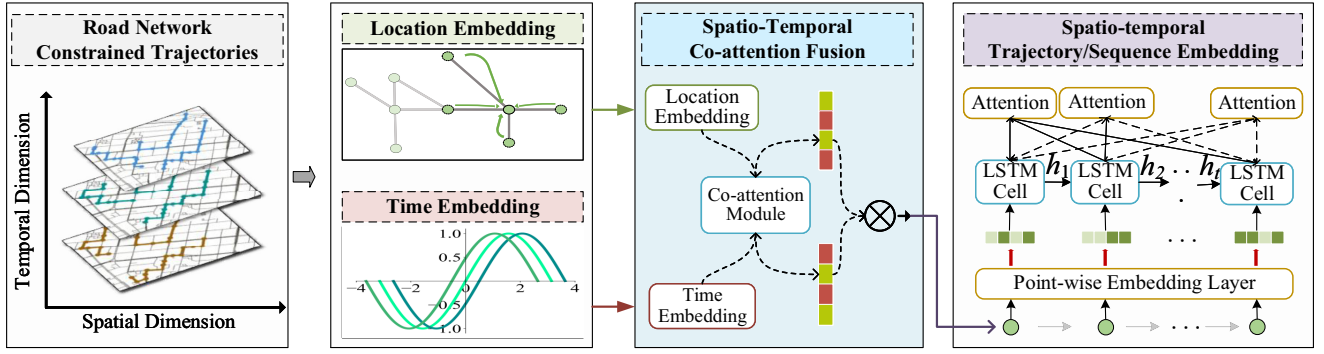 Road Network
Constrained Trajectories
Temporal Dimension
Spatial Dimension
Location Embedding
Time Embedding
1.0
0.5
−4
−2
0
2
4
0.5
1.0
Spatio-Temporal
Co-attention Fusion
Location
Embedding
Co-attention
Module
Time
Embedding
Spatio-temporal
Trajectory/Sequence Embedding
Attention
Attention
Attention
LSTM
Cell
h1
LSTM
Cell
h2
. . .
ht
LSTM
Cell
. . .
Point-wise Embedding Layer
. . .